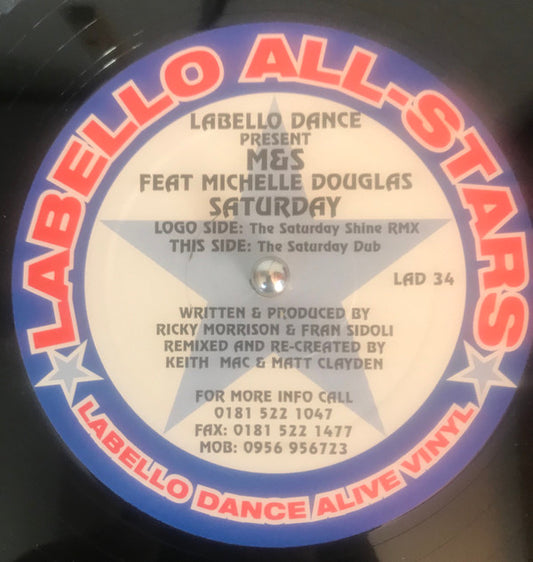 LABELLO ALL-STARS
LABELLO DANCE
PRESENT
M&S
FEAT MICHELLE DOUGLAS
SATURDAY
LOGO SIDE: The Saturday Shine RMX
THIS SIDE: The Saturday Dub
LAD 34
WRITTEN & PRODUCED BY
RICKY MORRISON & FRAN SIDOLI
REMIXED AND RE-CREATED BY
KEITH MAC & MATT CLAYDEN
FOR MORE INFO CALL
0181 522 1047
FAX: 0181 522 1477
MOB: 0956 956723
LABELLO DANCE ALIVE VINYL